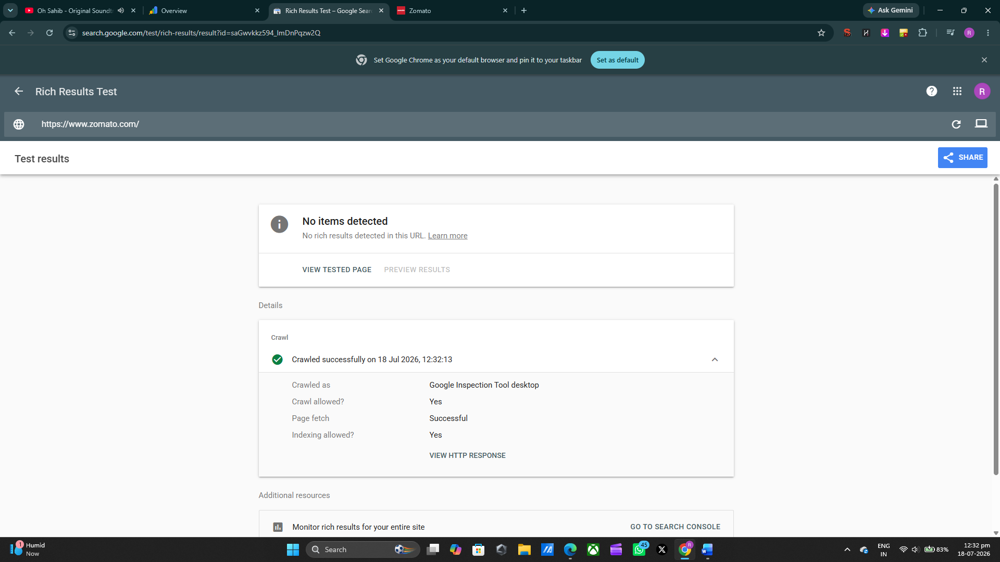 Oh Sahib - Original Soundt
Overview
Rich Results Test – Google Sear
Zomato
Ask Gemini
search.google.com/test/rich-results/result?id=saGwvkkz594_lmDnPqzw2Q
R
Set Google Chrome as your default browser and pin it to your taskbar
Set as default
Rich Results Test
R
https://www.zomato.com/
Test results
SHARE
No items detected
No rich results detected in this URL. Learn more
VIEW TESTED PAGE
PREVIEW RESULTS
Details
Crawl
Crawled successfully on 18 Jul 2026, 12:32:13
Crawled as
Google Inspection Tool desktop
Crawl allowed?
Yes
Page fetch
Successful
Indexing allowed?
Yes
VIEW HTTP RESPONSE
Additional resources
Monitor rich results for your entire site
GO TO SEARCH CONSOLE
1
Humid
Now
Search
45
R
ENG
IN
83%
12:32 pm
18-07-2026